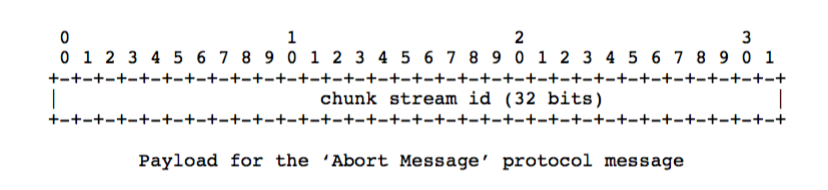 0                   1                   2                   3
0 1 2 3 4 5 6 7 8 9 0 1 2 3 4 5 6 7 8 9 0 1 2 3 4 5 6 7 8 9 0 1
+-+-+-+-+-+-+-+-+-+-+-+-+-+-+-+-+-+-+-+-+-+-+-+-+-+-+-+-+-+-+-+-+
|                    chunk stream id (32 bits)                  |
+-+-+-+-+-+-+-+-+-+-+-+-+-+-+-+-+-+-+-+-+-+-+-+-+-+-+-+-+-+-+-+-+
Payload for the ‘Abort Message’ protocol message